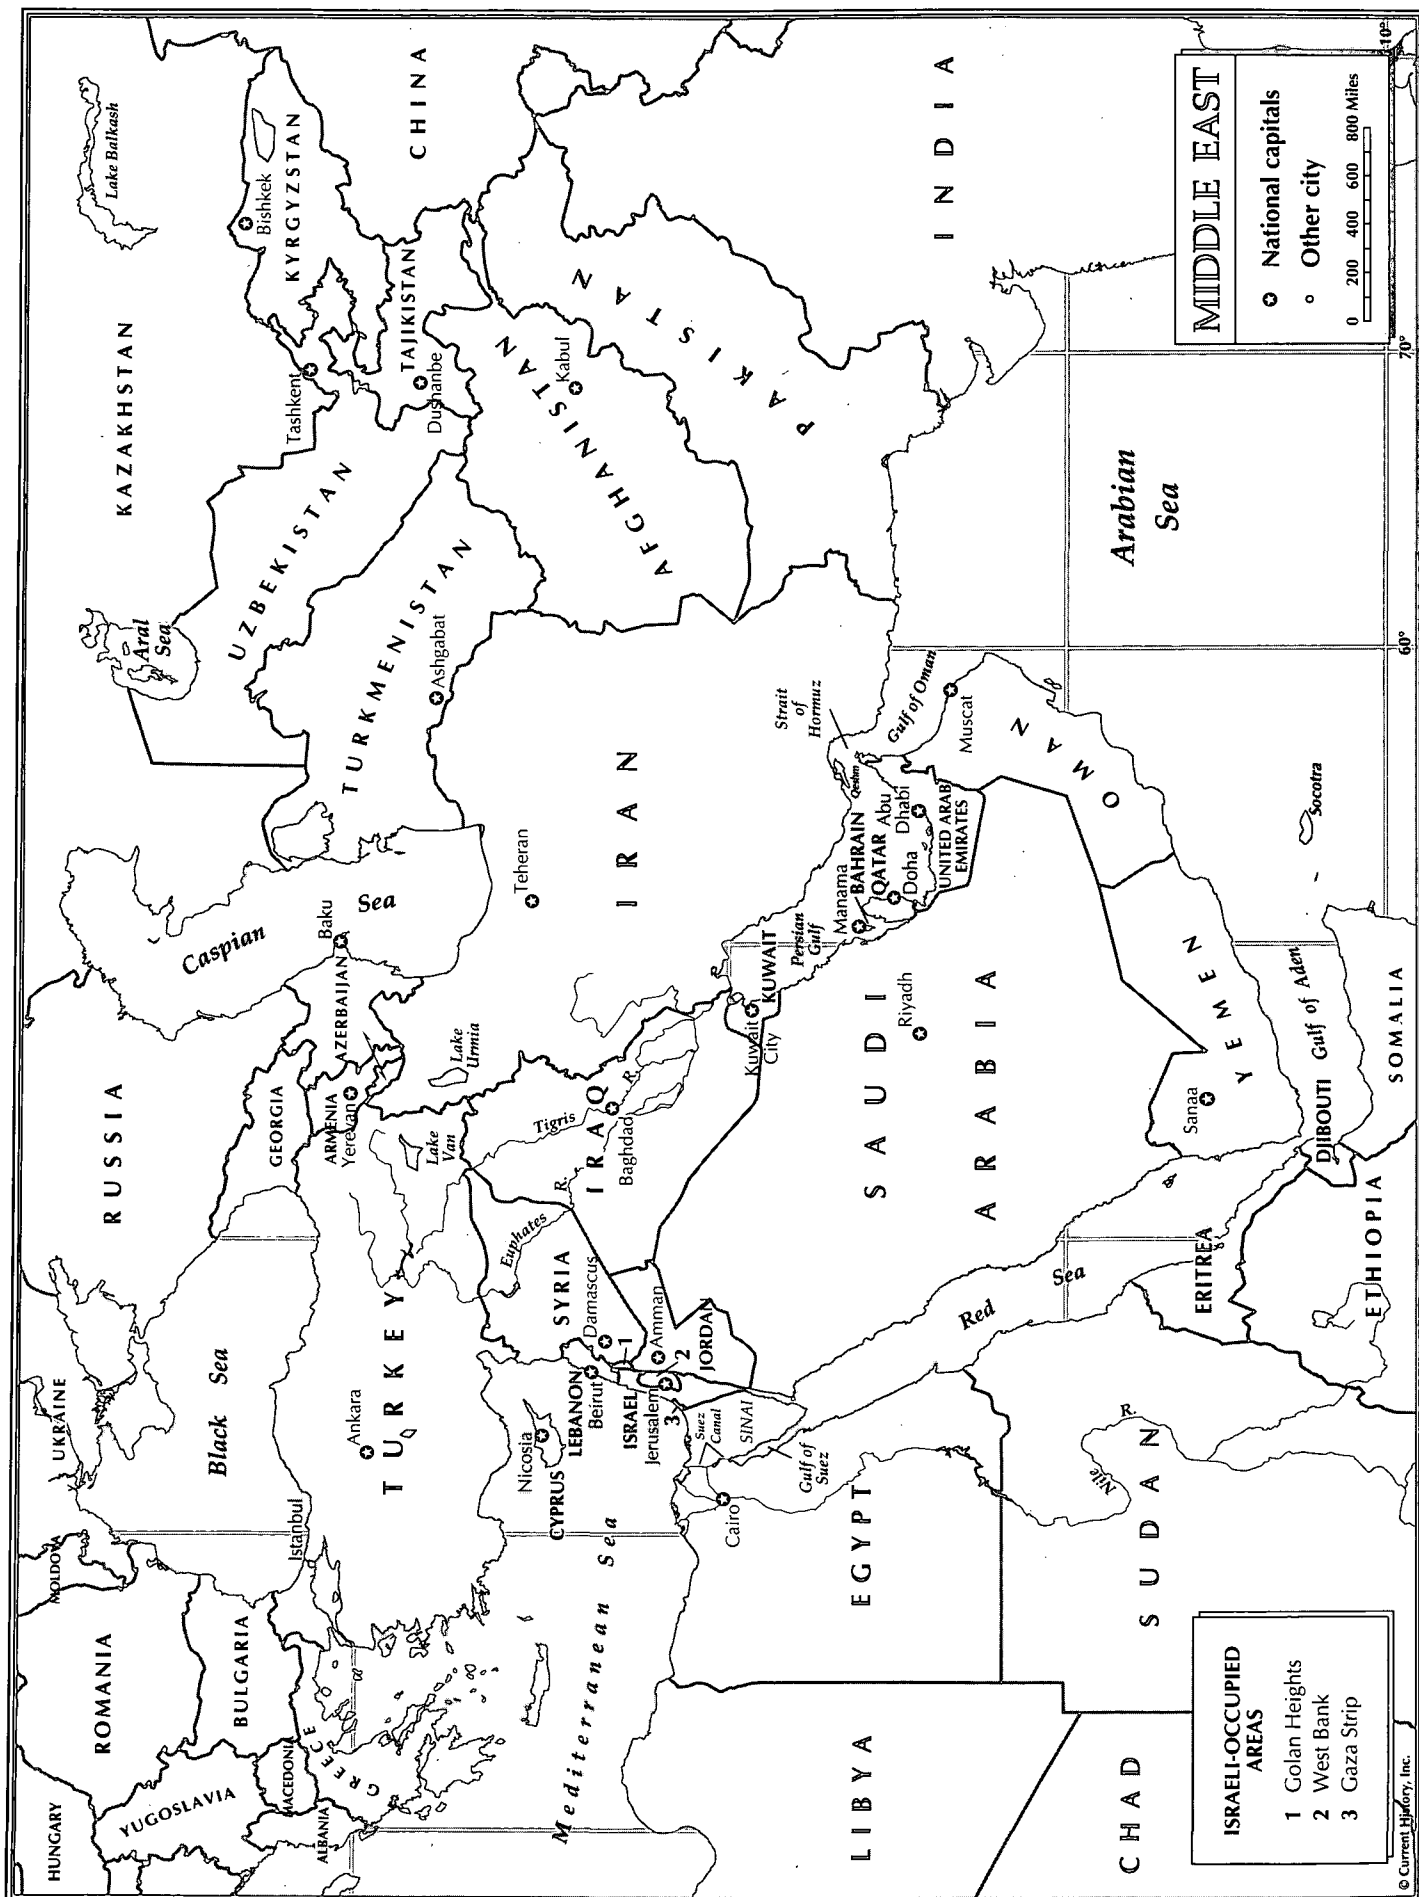 HUNGARY
ROMANIA
MOLDOVA
UKRAINE
RUSSIA
KAZAKHSTAN
Lake Balkash
YUGOSLAVIA
BULGARIA
MACEDONIA
ALBANIA
GREECE
Istanbul
Black Sea
GEORGIA
ARMENIA
Yerevan
AZERBAIJAN
Baku
Caspian
Sea
Aral
Sea
UZBEKISTAN
Tashkent
Bishkek
KYRGYZSTAN
CHINA
TURKMENISTAN
Ashgabat
TAJIKISTAN
Dushanbe
Ankara
TURKEY
Lake
Van
Lake
Urmia
Teheran
IRAN
AFGHANISTAN
Kabul
PAKISTAN
INDIA
Mediterranean Sea
Nicosia
CYPRUS
LEBANON
Beirut
SYRIA
Damascus
Euphates
R.
Tigris
R.
IRAQ
Baghdad
ISRAEL
Jerusalem
1
2
3
Amman
JORDAN
Suez
Canal
SINAI
Gulf of
Suez
Cairo
Kuwait
City
KUWAIT
Persian
Gulf
Manama
BAHRAIN
QATAR
Doha
Abu
Dhabi
UNITED ARAB
EMIRATES
Qeshm
Strait
of
Hormuz
Gulf of Oman
Muscat
OMAN
LIBYA
EGYPT
SAUDI
Riyadh
ARABIA
Red
Sea
Arabian
Sea
CHAD
SUDAN
Nile
R.
ERITREA
Sanaa
YEMEN
Socotra
ETHIOPIA
DJIBOUTI
Gulf of Aden
SOMALIA
60°
70°
10°
MIDDLE EAST
National capitals
Other city
0 200 400 600 800 Miles
ISRAELI-OCCUPIED
AREAS
1 Golan Heights
2 West Bank
3 Gaza Strip
© Current History, Inc.